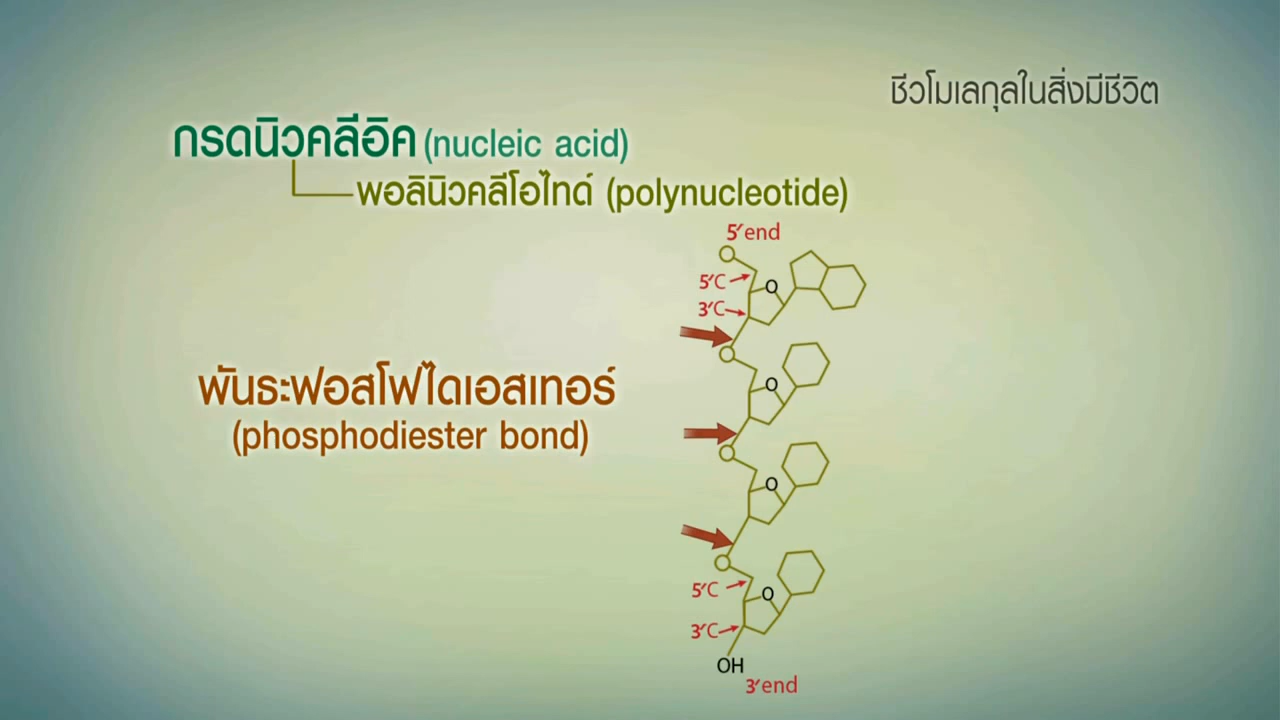 ชีวโมเลกุลในสิ่งมีชีวิต
กรดนิวคลีอิค (nucleic acid)
พอลินิวคลีโอไทด์ (polynucleotide)
5′end
5′C
O
3′C
พันธะฟอสโฟไดเอสเทอร์
(phosphodiester bond)
O
O
5′C
O
3′C
OH
3′end